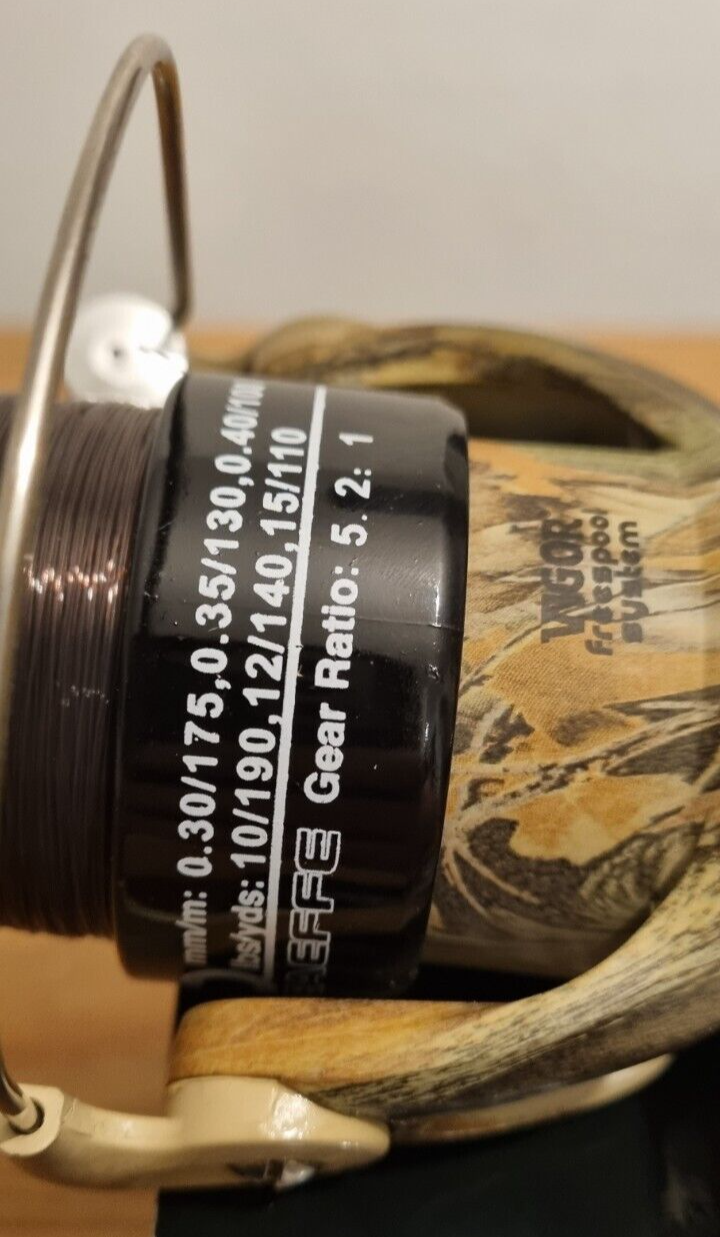 mm/m: 0.30/175,0.35/130,0.40/100
lbs/yds: 10/190,12/140,15/110
EFFE Gear Ratio: 5. 2: 1
VIGOR
freespool
system